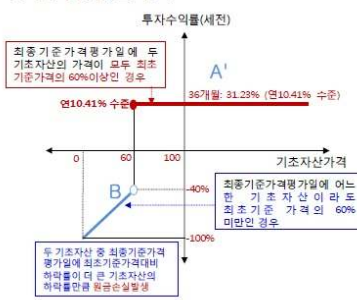 투자수익률(세전)
최종기준가격평가일에 두
기초자산의 가격이 모두 최초
기준가격의 60%이상인 경우
A'
36개월: 31.23% (연10.41% 수준)
연10.41% 수준
0
60
100
기초자산가격
B
-40%
-100%
최종기준가격평가일에 어느
한 기초자산이라도
최초기준 가격의 60%
미만인 경우
두 기초자산 중 최종기준가격
평가일에 최초기준가격대비
하락률이 더 큰 기초자산의
하락률만큼 원금손실발생